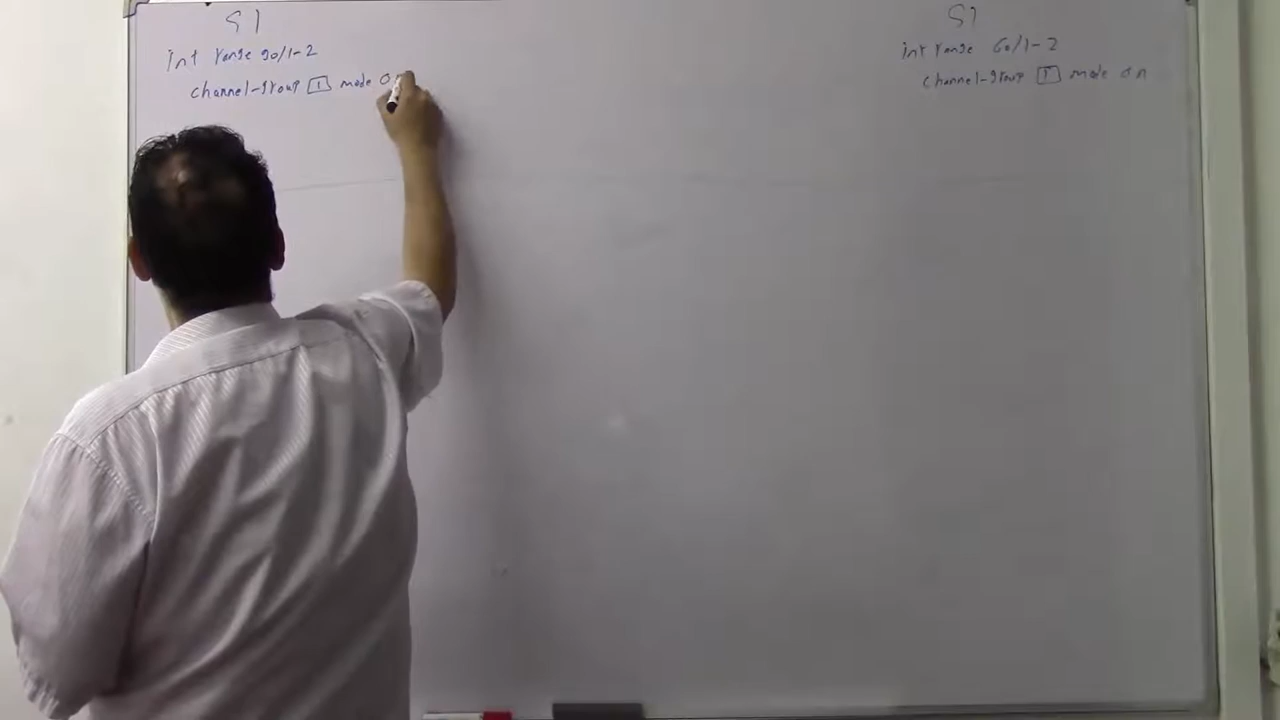 S1
int range go/1-2
channel-group 1 mode on
S1
int range Go/1-2
channel-group 1 mode on